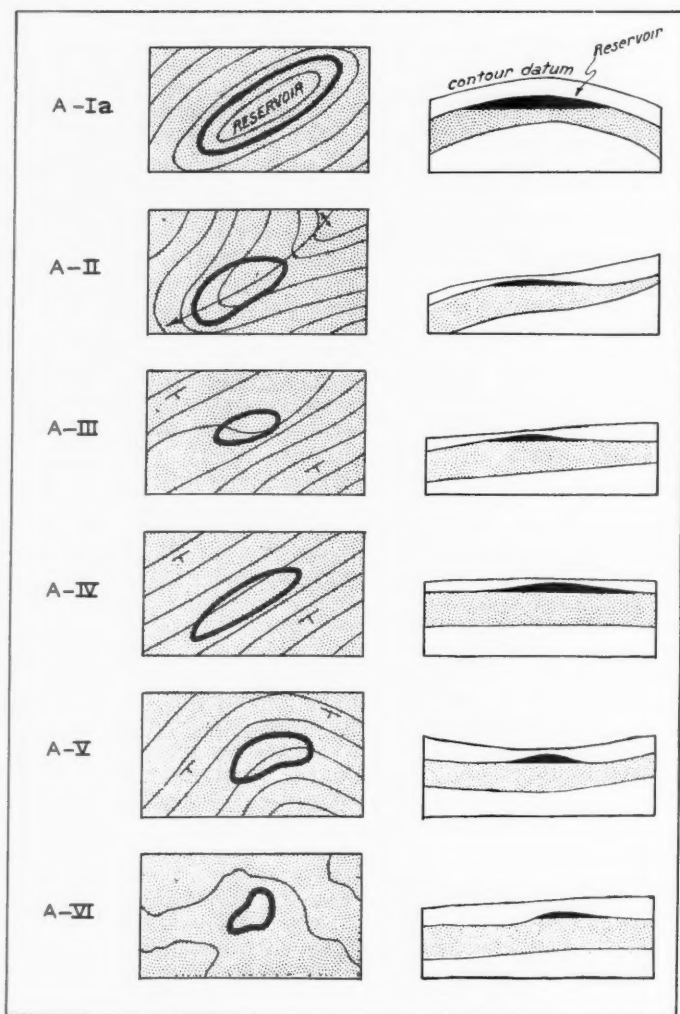 A-Ia
RESERVOIR
contour datum
Reservoir
A-II
A-III
A-IV
A-V
A-VI